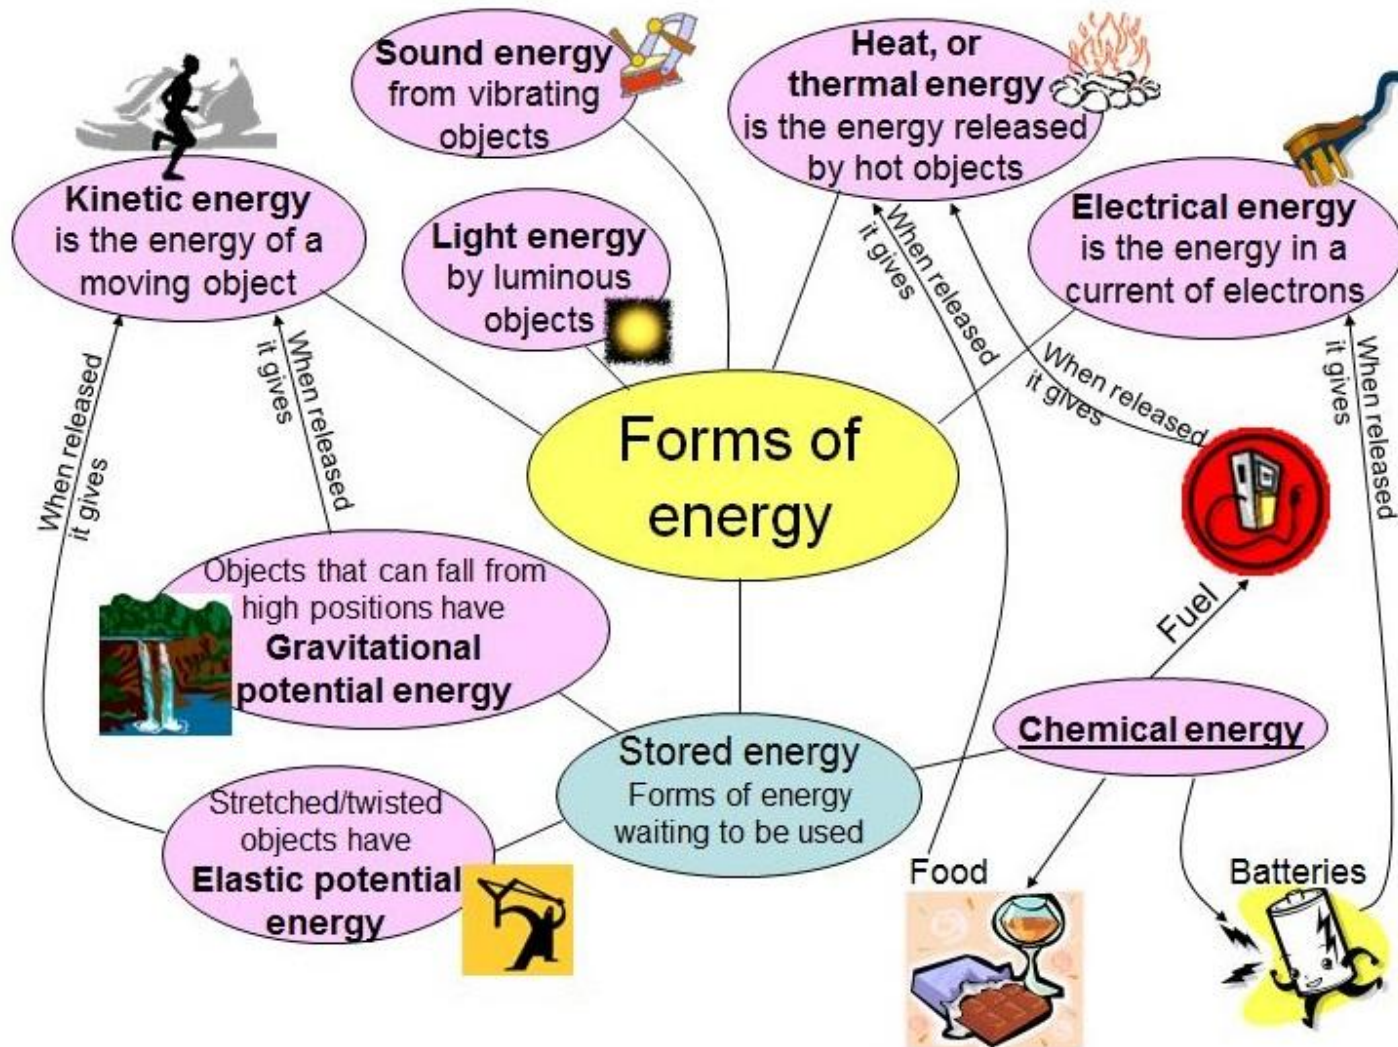 Sound energy
from vibrating
objects
Heat, or
thermal energy
is the energy released
by hot objects
Kinetic energy
is the energy of a
moving object
Light energy
by luminous
objects
Electrical energy
is the energy in a
current of electrons
Forms of
energy
When released
it gives
When released
it gives
When released
it gives
When released
it gives
When released
it gives
Objects that can fall from
high positions have
Gravitational
potential energy
Fuel
Chemical energy
Stored energy
Forms of energy
waiting to be used
Stretched/twisted
objects have
Elastic potential
energy
Food
Batteries